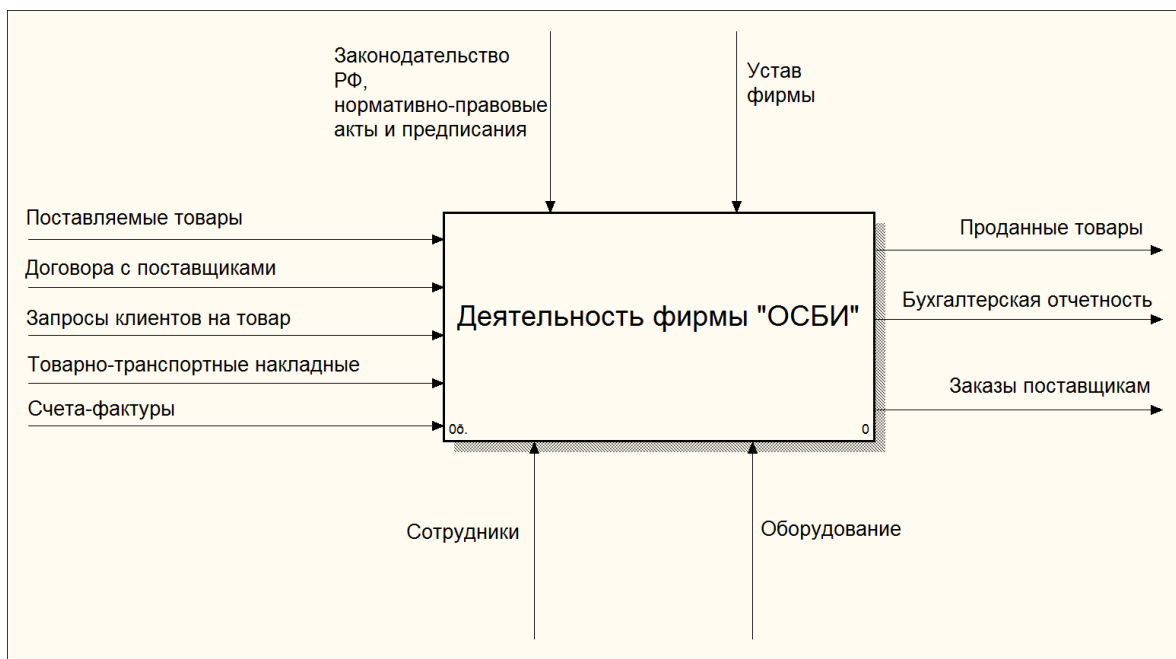 Законодательство
РФ,
нормативно-правовые
акты и предписания
Устав
фирмы
Поставляемые товары
Договора с поставщиками
Запросы клиентов на товар
Товарно-транспортные накладные
Счета-фактуры
Деятельность фирмы "ОСБИ"
0б.
0
Проданные товары
Бухгалтерская отчетность
Заказы поставщикам
Сотрудники
Оборудование